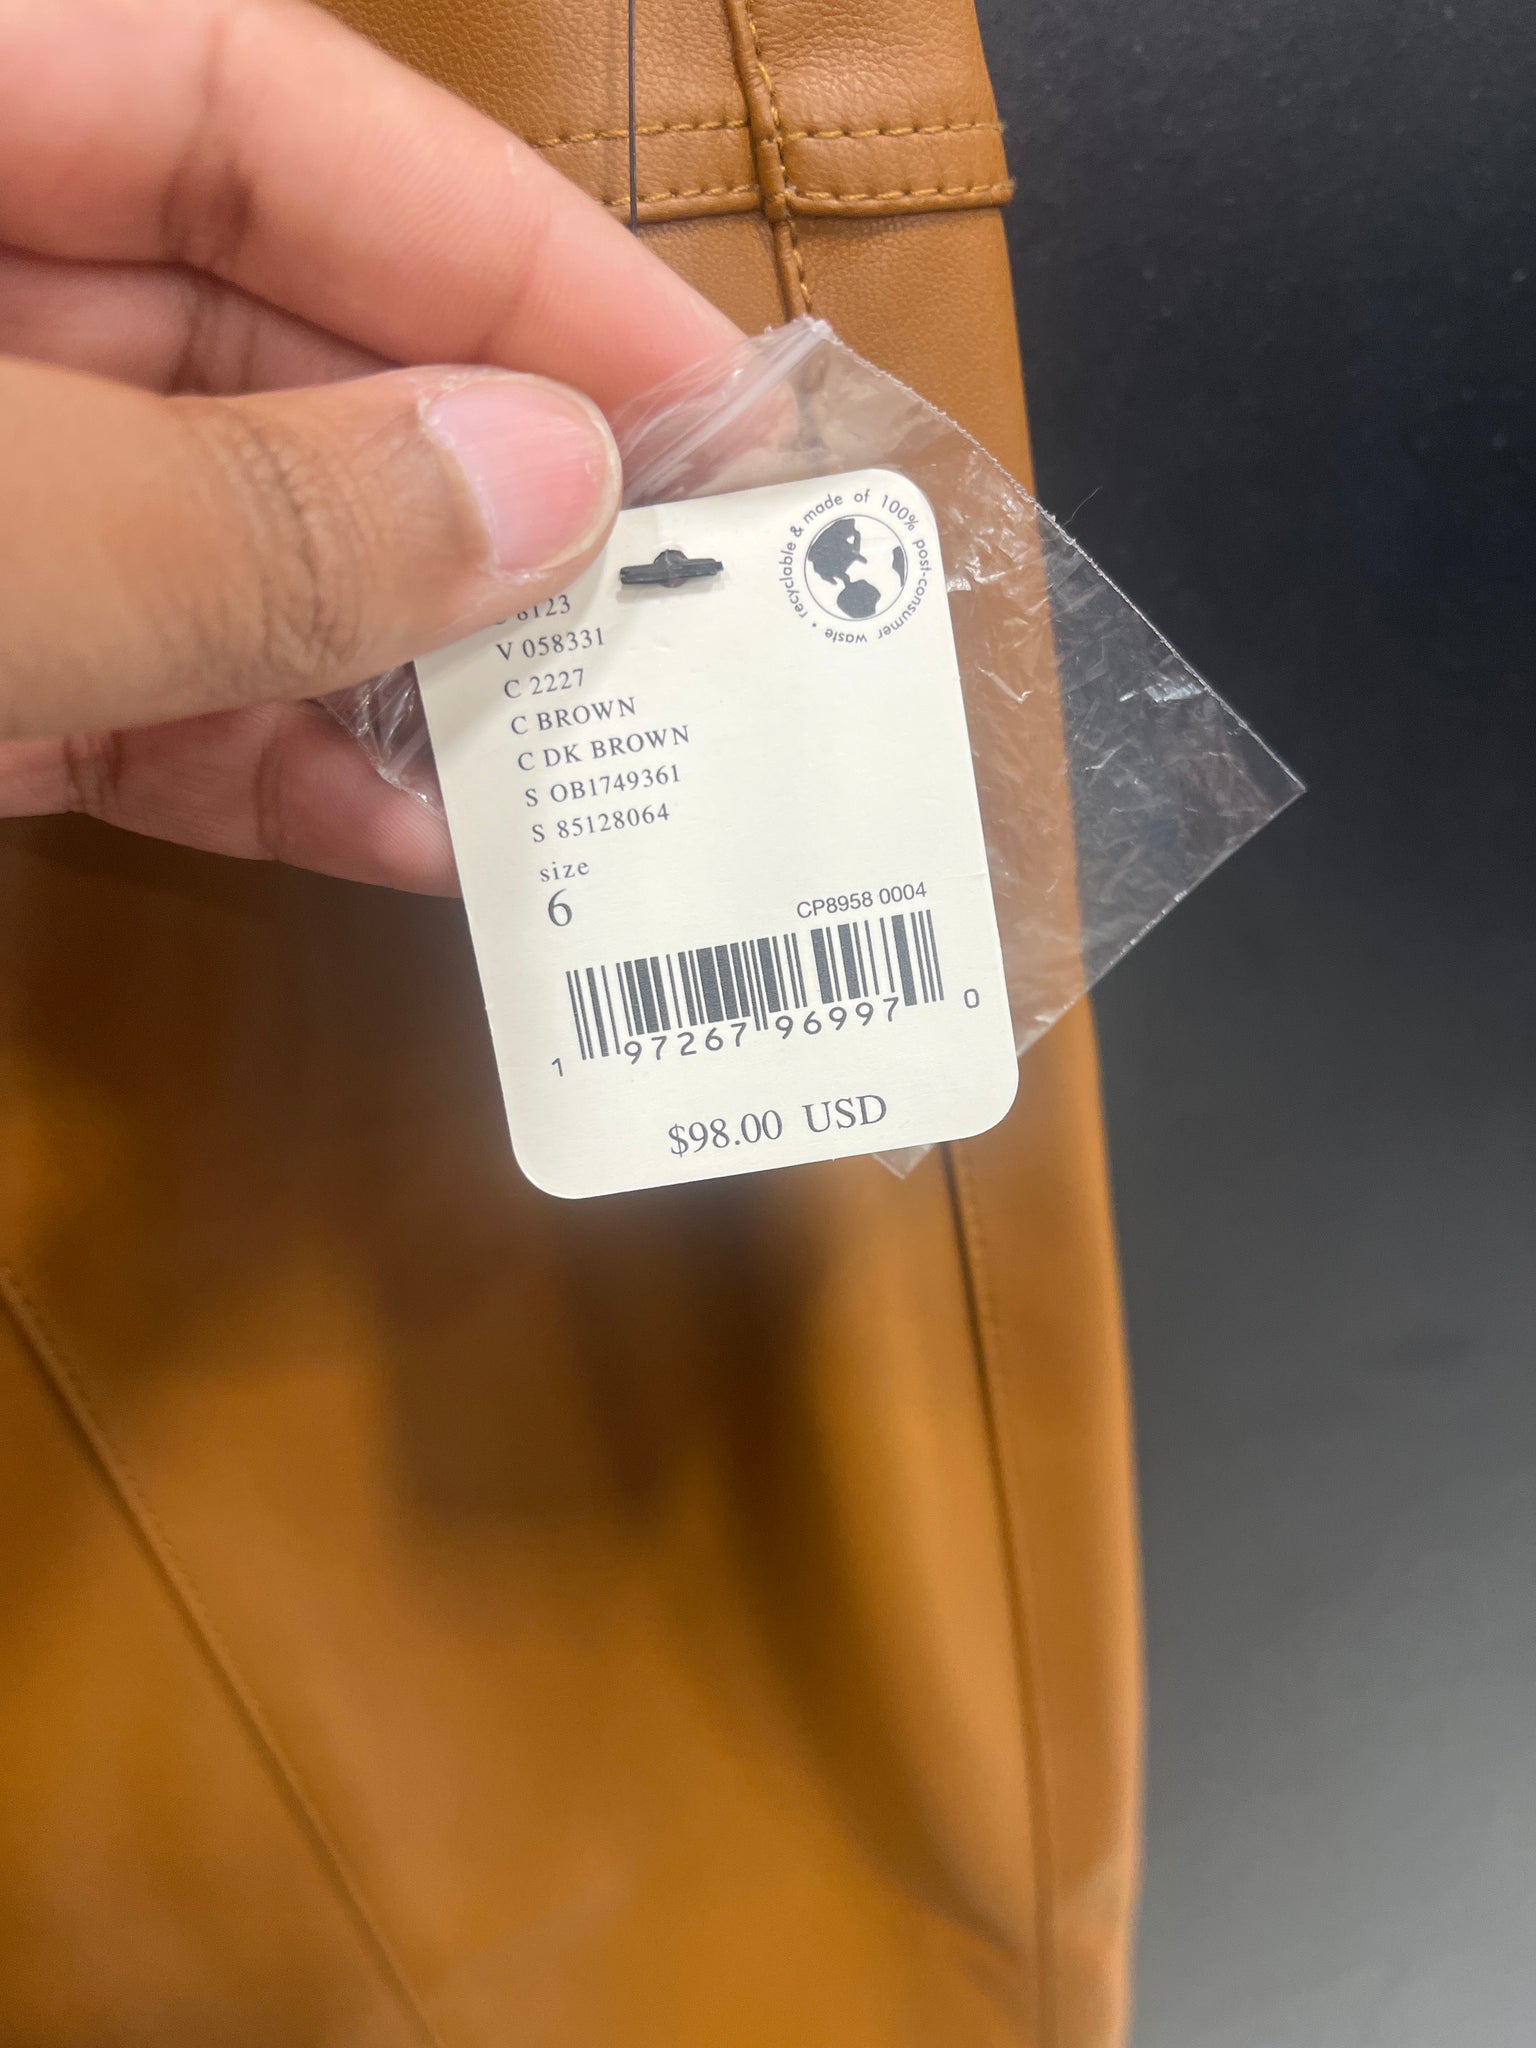 recyclable & made of 100% post-consumer waste •
8123
V 058331
C 2227
C BROWN
C DK BROWN
S OB1749361
S 85128064
size
6
CP8958 0004
1 97267 96997 0
$98.00 USD